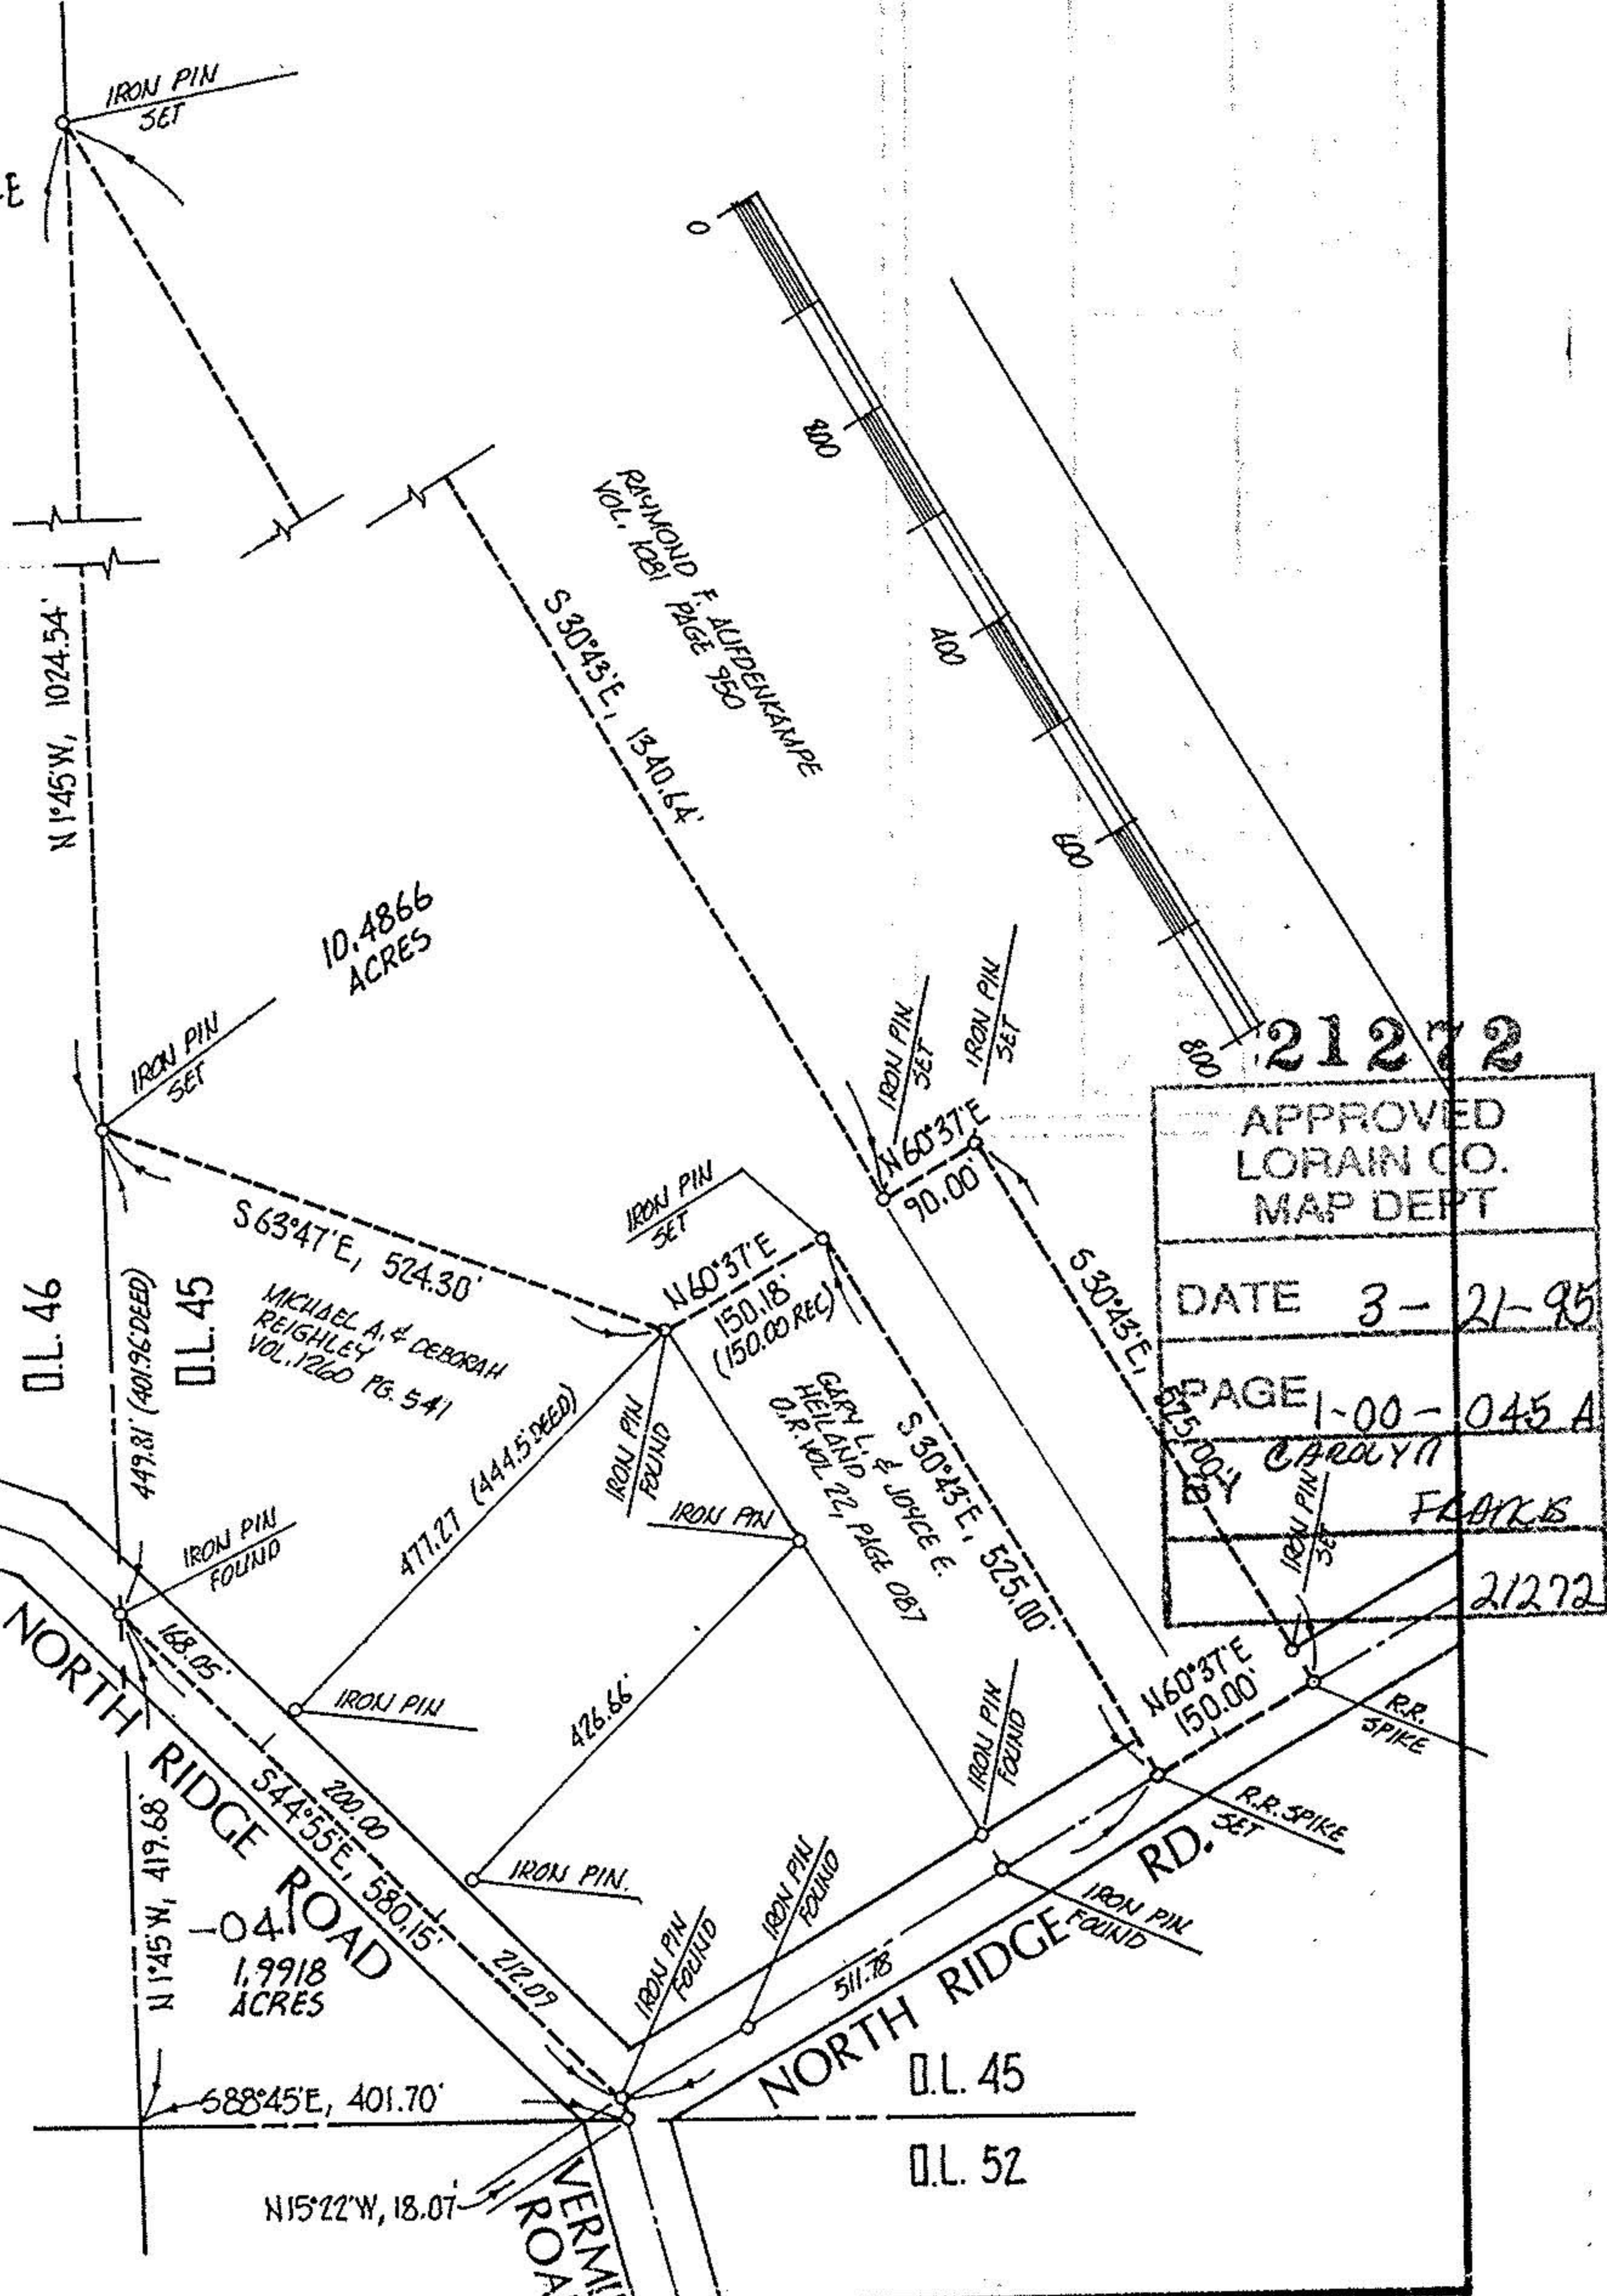 IRON PIN
SET
E
0
800
400
600
800
RAYMOND F. AUFDENKAMPE
VOL. 1081 PAGE 950
S 30°43'E, 1340.64'
N 1°45'W, 1024.54'
10.4866
ACRES
IRON PIN
SET
IRON PIN
SET
IRON PIN
SET
N60°37'E
90.00'
21272
APPROVED
LORAIN CO.
MAP DEPT
DATE 3-21-95
PAGE 1-00-045 A
CAROLYN
BY
FRANCIS
21272
S 30°43'E, 525.00'
IRON PIN
SET
S 63°47'E, 524.30'
IRON PIN
SET
N60°37'E
150.18'
(150.00 REC)
O.L. 46
449.81' (401.96 DEED)
O.L. 45
MICHAEL A. & DEBORAH
REIGHLEY
VOL. 1260 PG. 541
GARY L. & JOYCE E.
HEILAND
O.R. VOL 22, PAGE 087
S 30°43'E, 525.00'
IRON PIN
FOUND
IRON PIN
477.27 (444.5 DEED)
IRON PIN
FOUND
168.05'
IRON PIN
426.66'
NORTH RIDGE ROAD
200.00
S44°55'E, 580.15'
212.09
IRON PIN.
IRON PIN
FOUND
N60°37'E
150.00'
R.R.
SPIKE
R.R. SPIKE
SET
IRON PIN
FOUND
IRON PIN
FOUND
IRON PIN
FOUND
511.78
NORTH RIDGE RD.
N 1°45'W, 419.68'
-04.1
1.9918
ACRES
S88°45'E, 401.70'
O.L. 45
O.L. 52
N15°22'W, 18.07'
VERMI
ROA